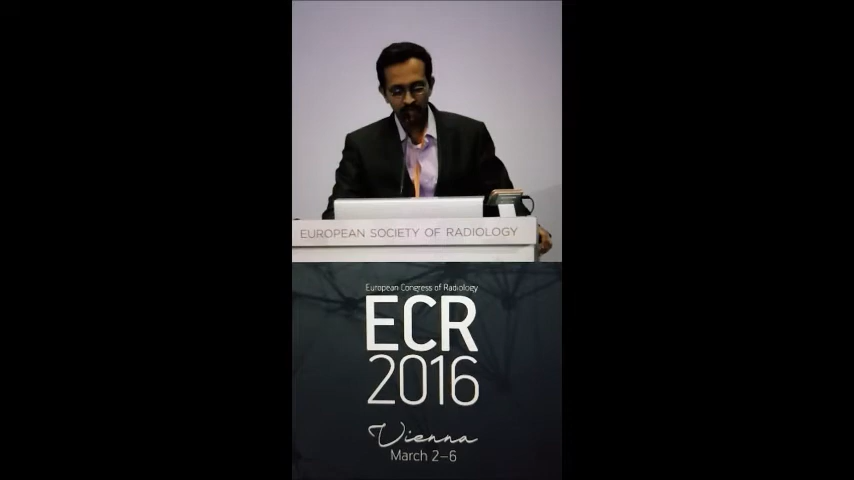 EUROPEAN SOCIETY OF RADIOLOGY
European Congress of Radiology
ECR
2016
Vienna
March 2–6